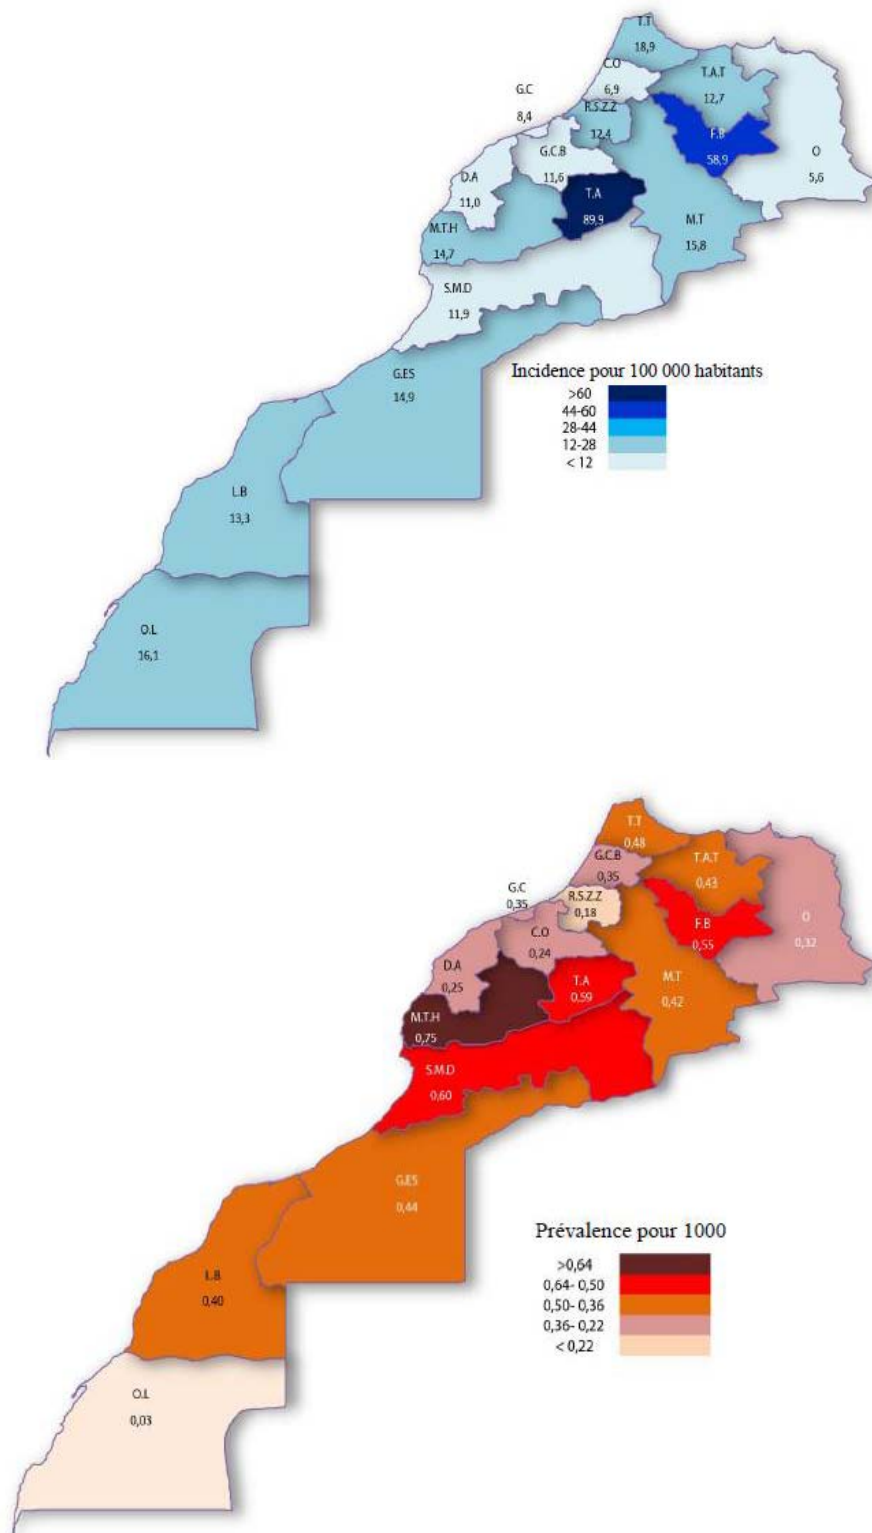 T.T
18,9
C.O
6,9
T.A.T
12,7
G.C
8,4
R.S.Z.Z
12,4
F.B
58,9
G.C.B
11,6
O
5,6
D.A
11,0
T.A
89,9
M.T.H
14,7
M.T
15,8
S.M.D
11,9
G.ES
14,9
Incidence pour 100 000 habitants
>60
44-60
28-44
12-28
< 12
L.B
13,3
O.L
16,1
T.T
0,48
G.C.B
0,35
T.A.T
0,43
G.C
0,35
R.S.Z.Z
0,18
F.B
0,55
O
0,32
C.O
0,24
D.A
0,25
T.A
0,59
M.T
0,42
M.T.H
0,75
S.M.D
0,60
G.ES
0,44
Prévalence pour 1000
>0,64
0,64- 0,50
0,50- 0,36
0,36- 0,22
< 0,22
L.B
0,40
O.L
0,03